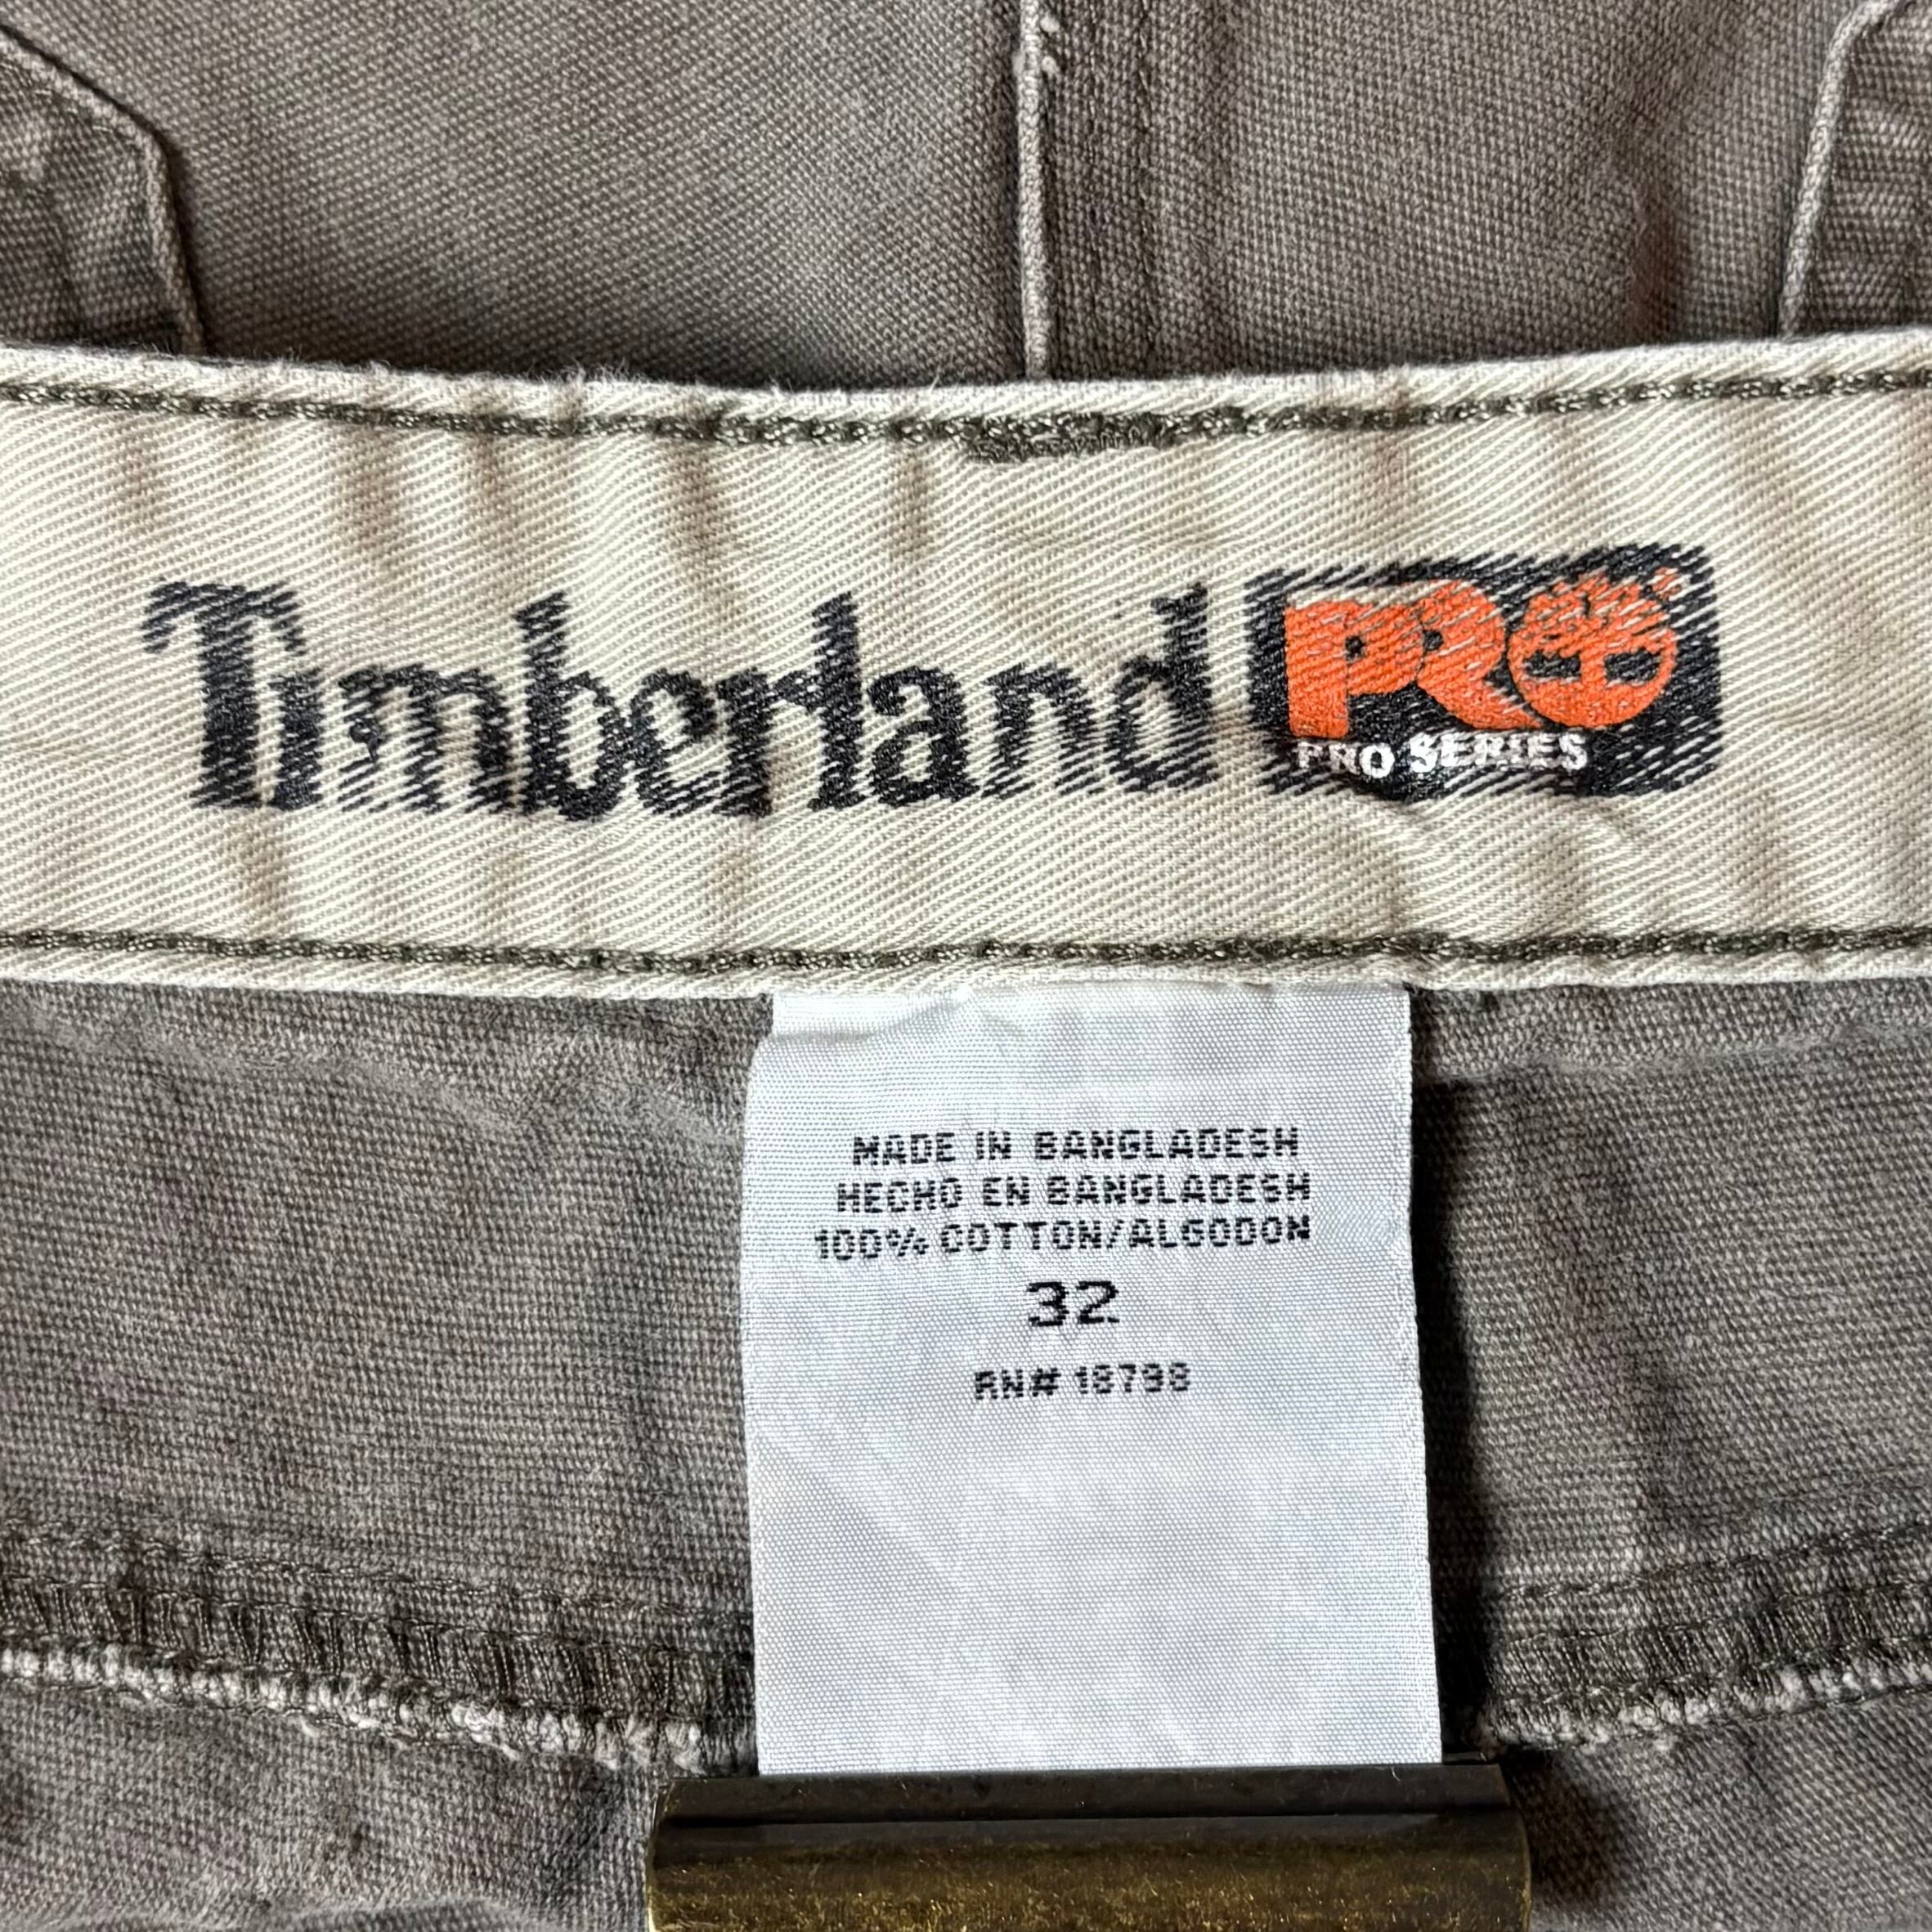 Timberland PRO
PRO SERIES
MADE IN BANGLADESH
HECHO EN BANGLADESH
100% COTTON/ALGODON
32
RN# 18798